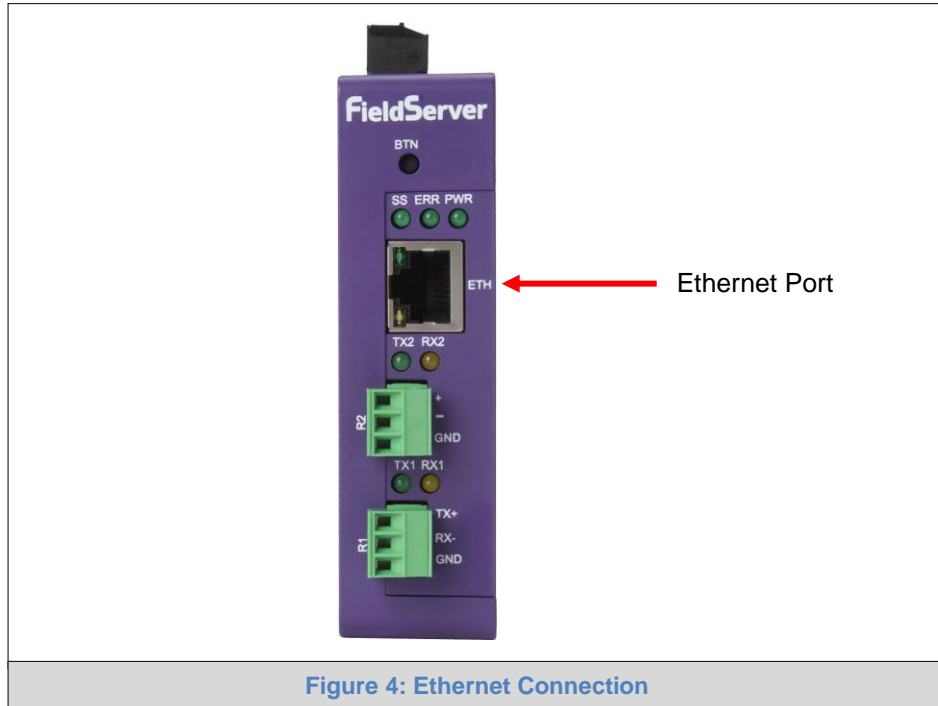 FieldServer
BTN
SS ERR PWR
ETH
Ethernet Port
TX2 RX2
R2
+
–
GND
TX1 RX1
R1
TX+
RX-
GND
Figure 4: Ethernet Connection